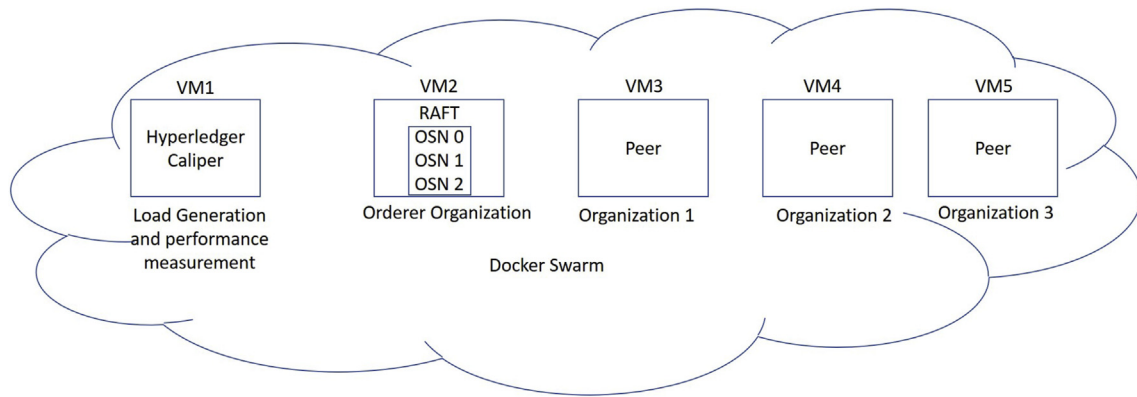 VM1
Hyperledger
Caliper
Load Generation
and performance
measurement
VM2
RAFT
OSN 0
OSN 1
OSN 2
Orderer Organization
VM3
Peer
Organization 1
VM4
Peer
Organization 2
VM5
Peer
Organization 3
Docker Swarm